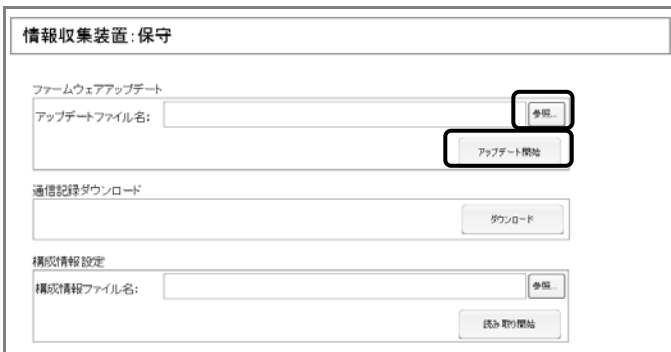 情報収集装置:保守
ファームウェアアップデート
アップデートファイル名:
参照...
アップデート開始
通信記録ダウンロード
ダウンロード
構成情報設定
構成情報ファイル名:
参照...
読み取り開始